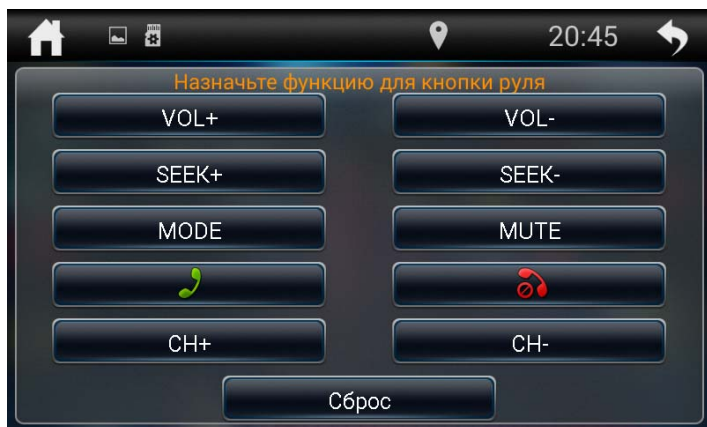 20:45
Назначьте функцию для кнопки руля
VOL+ VOL-
SEEK+ SEEK-
MODE MUTE
CH+ CH-
Сброс